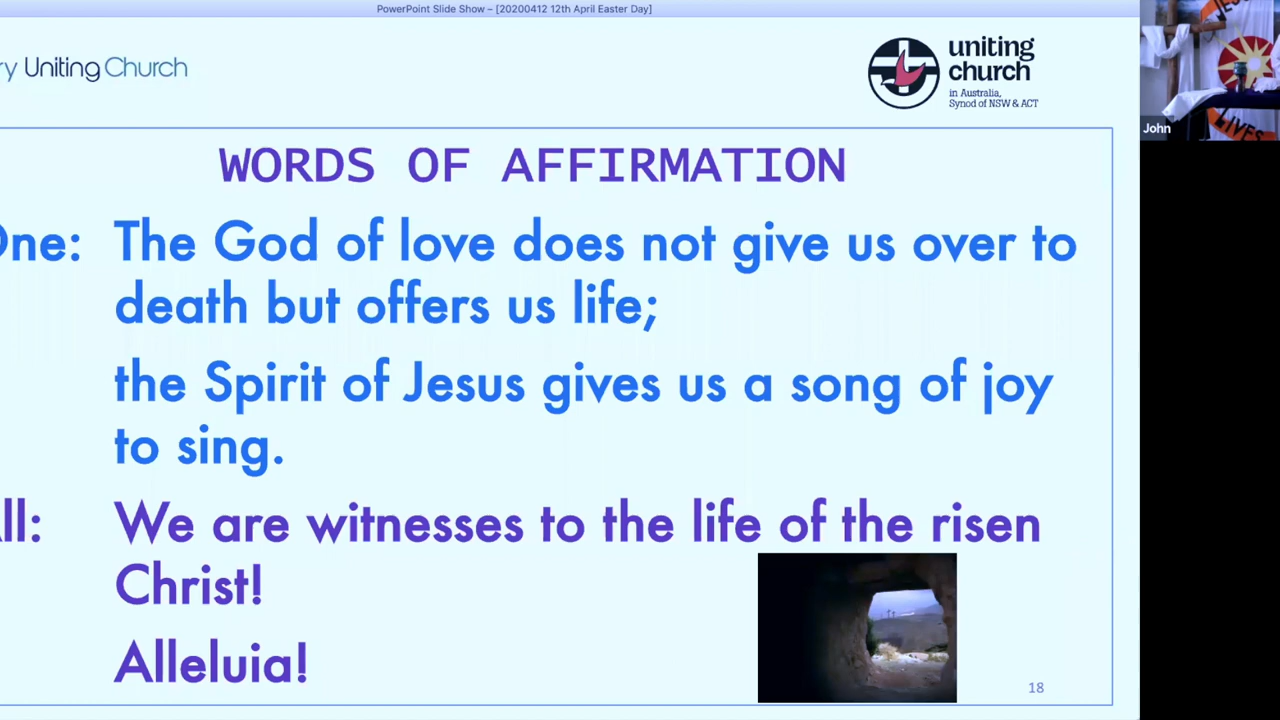 PowerPoint Slide Show – [20200412 12th April Easter Day]
Uniting Church
uniting
church
in Australia,
Synod of NSW & ACT
John
LIVES
WORDS OF AFFIRMATION
One: The God of love does not give us over to
death but offers us life;
the Spirit of Jesus gives us a song of joy
to sing.
All: We are witnesses to the life of the risen
Christ!
Alleluia!
18